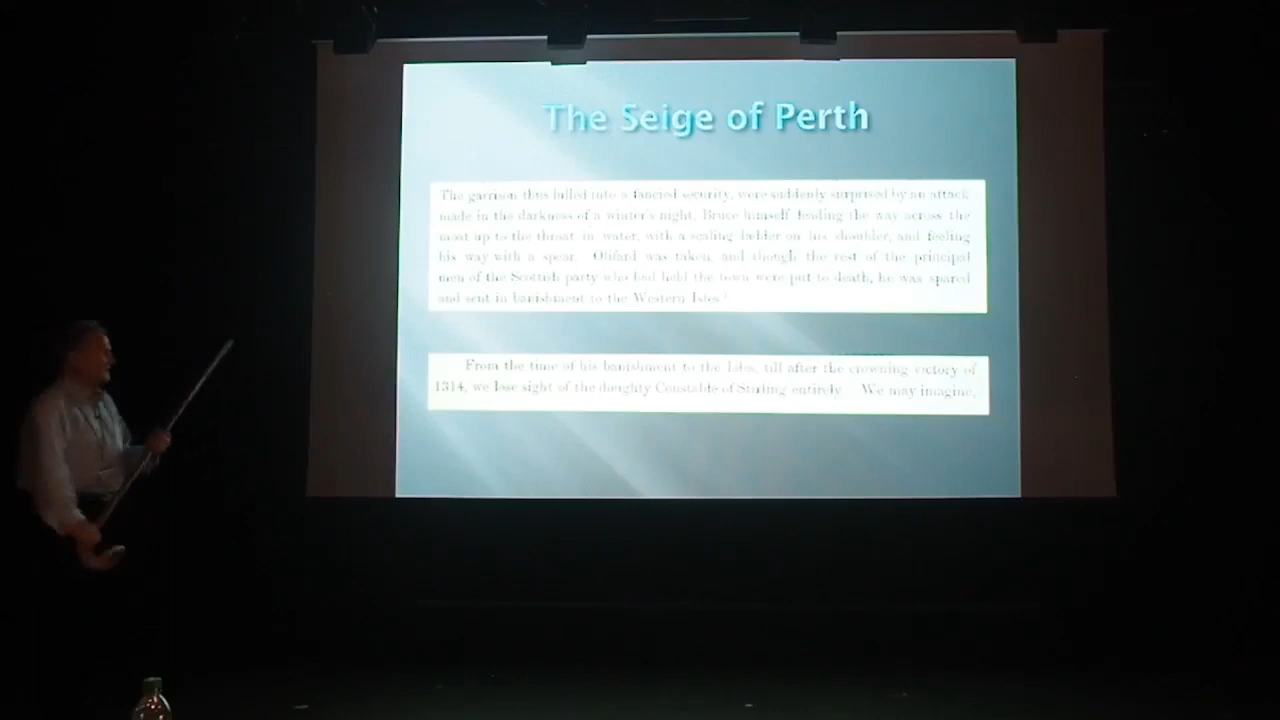 The Seige of Perth
The garrison thus lulled into a fancied security, were suddenly surprised by an attack
made in the darkness of a winter's night, Bruce himself leading the way across the
moat up to the throat in water, with a scaling ladder on his shoulder, and feeling
his way with a spear. Olifard was taken, and though the rest of the principal
men of the Scottish party who had held the town were put to death, he was spared
and sent in banishment to the Western Isles.
From the time of his banishment to the Isles, till after the crowning victory of
1314, we lose sight of the doughty Constable of Stirling entirely. We may imagine,